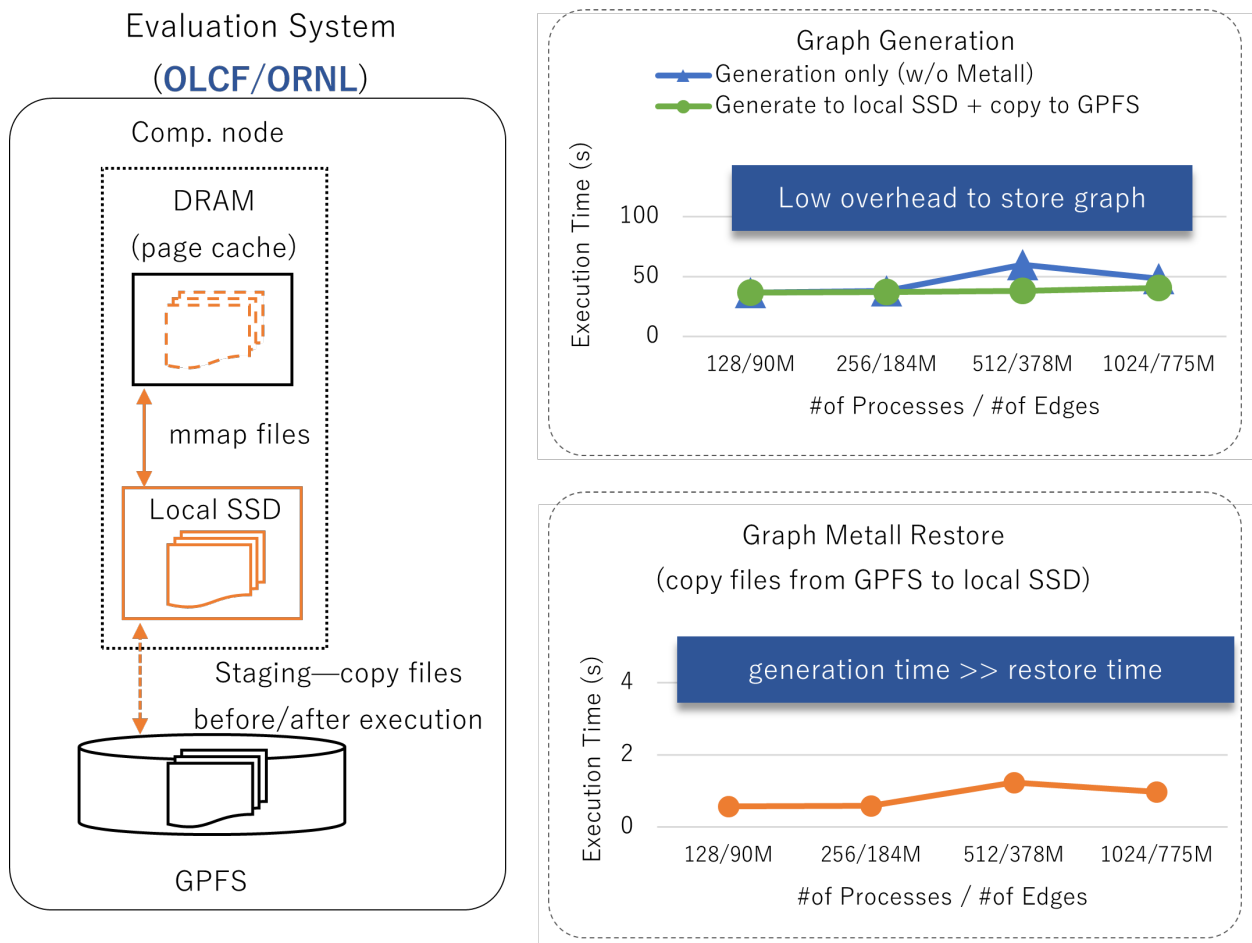 Evaluation System
(OLCF/ORNL)
Comp. node
DRAM
(page cache)
mmap files
Local SSD
Staging—copy files
before/after execution
GPFS
Graph Generation
Generation only (w/o Metall)
Generate to local SSD + copy to GPFS
Execution Time (s)
Low overhead to store graph
100
50
0
128/90M 256/184M 512/378M 1024/775M
#of Processes / #of Edges
Graph Metall Restore
(copy files from GPFS to local SSD)
Execution Time (s)
generation time >> restore time
4
2
0
128/90M 256/184M 512/378M 1024/775M
#of Processes / #of Edges